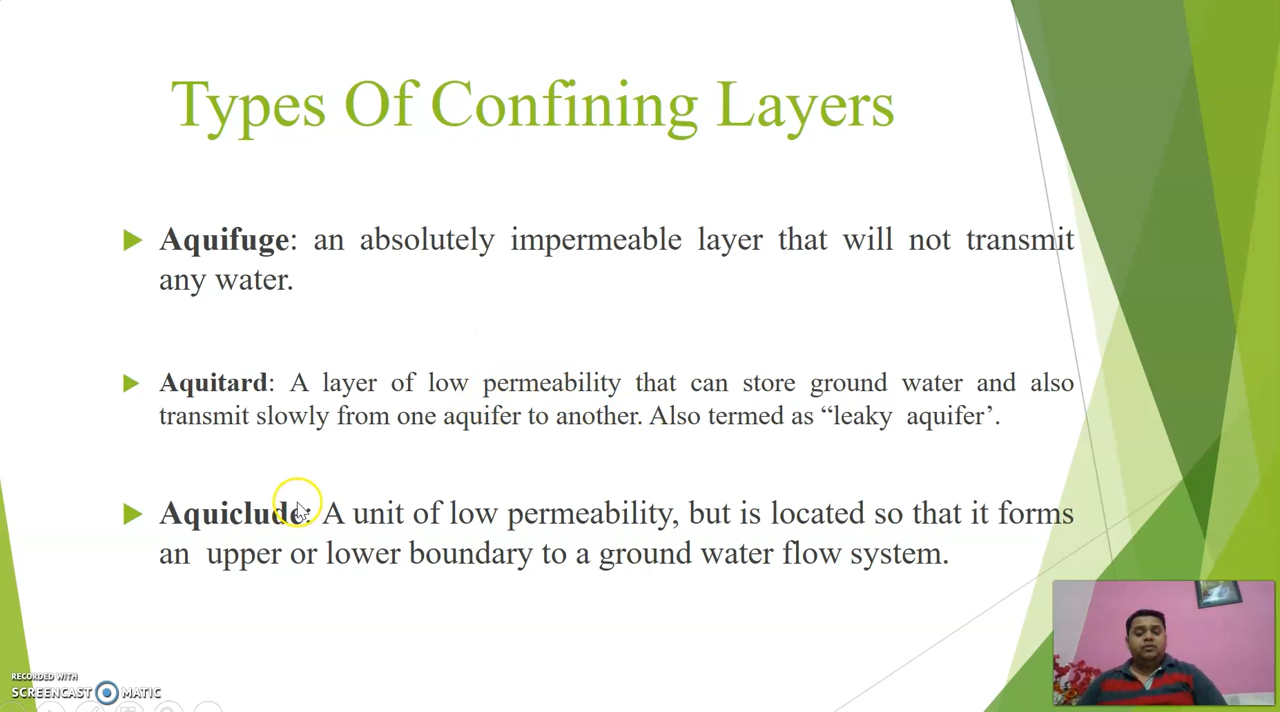 Types Of Confining Layers
Aquifuge: an absolutely impermeable layer that will not transmit
any water.
Aquitard: A layer of low permeability that can store ground water and also
transmit slowly from one aquifer to another. Also termed as “leaky aquifer’.
Aquiclude: A unit of low permeability, but is located so that it forms
an upper or lower boundary to a ground water flow system.
RECORDED WITH
SCREENCAST MATIC